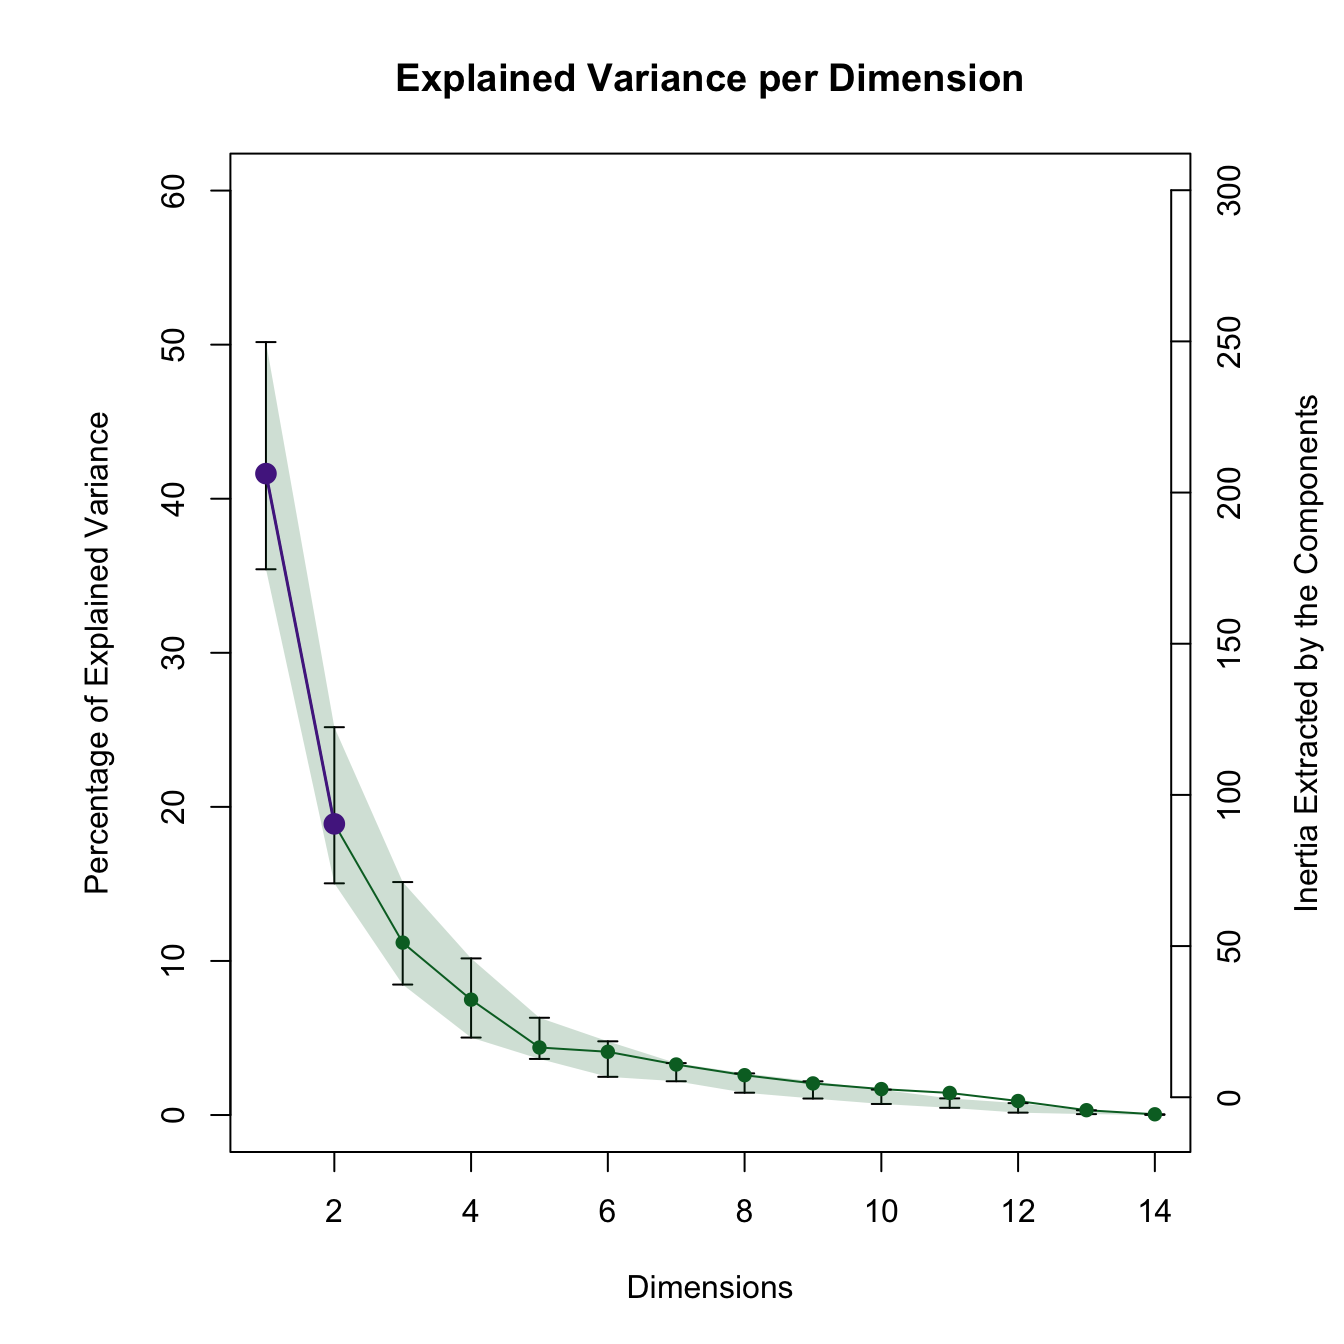 Explained Variance per Dimension
Percentage of Explained Variance
60
50
40
30
20
10
0
300
250
200
150
100
50
0
Inertia Extracted by the Components
2 4 6 8 10 12 14
Dimensions